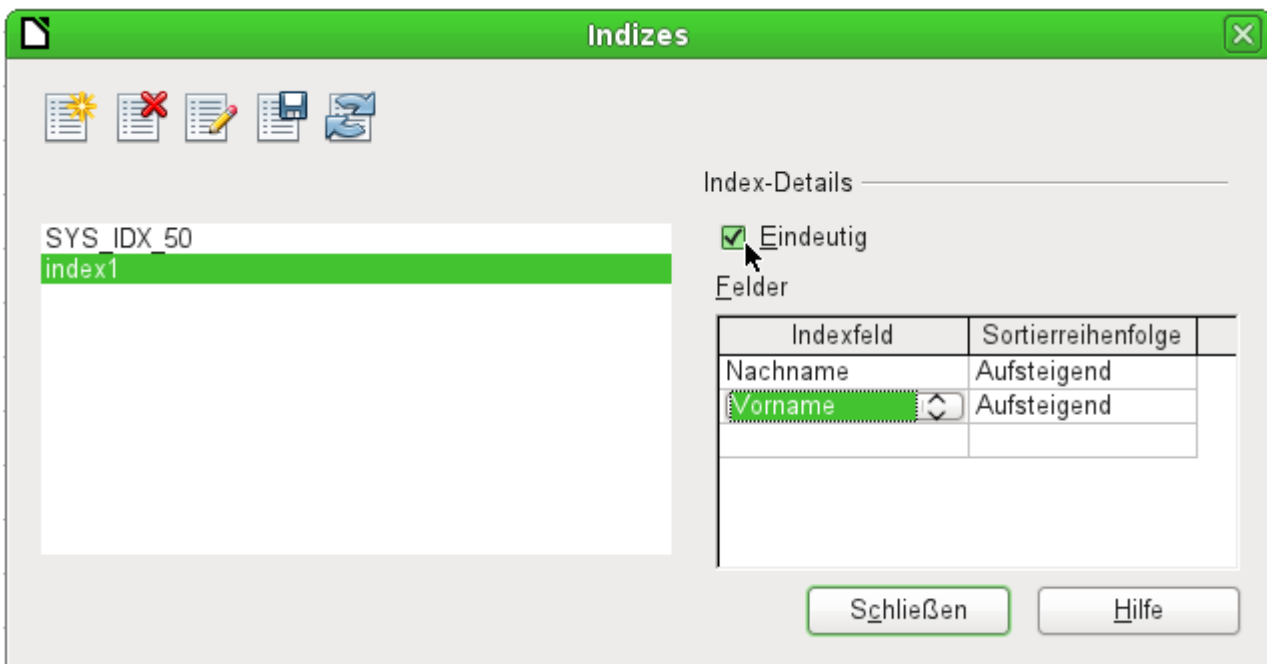 Indizes
Index-Details
SYS_IDX_50
index1
Eindeutig
Felder
Indexfeld Sortierreihenfolge
Nachname Aufsteigend
Vorname Aufsteigend
Schließen Hilfe